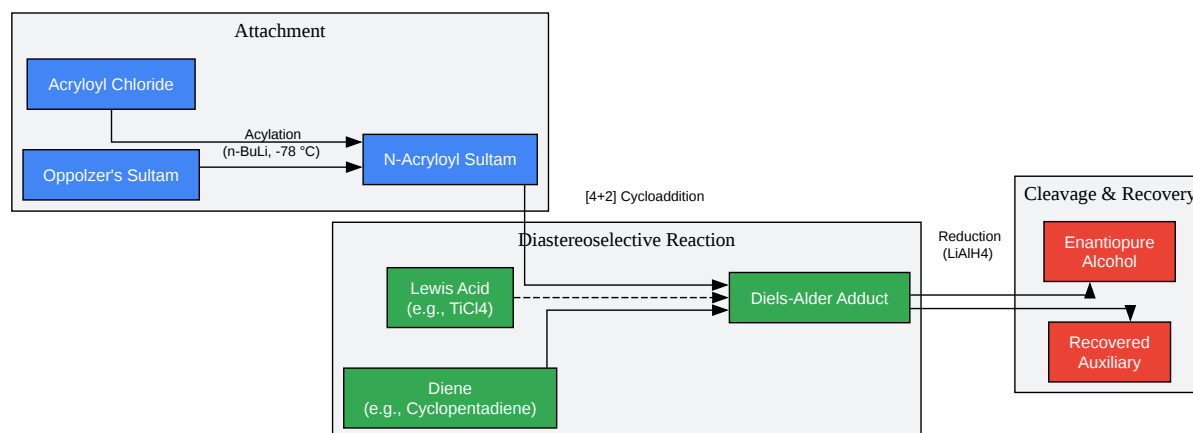 Attachment
Acryloyl Chloride
Acylation
(n-BuLi, -78 °C)
Oppolzer's Sultam
N-Acryloyl Sultam
[4+2] Cycloaddition
Diastereoselective Reaction
Lewis Acid
(e.g., TiCl4)
Diene
(e.g., Cyclopentadiene)
Diels-Alder Adduct
Reduction
(LiAlH4)
Cleavage & Recovery
Enantiopure
Alcohol
Recovered
Auxiliary